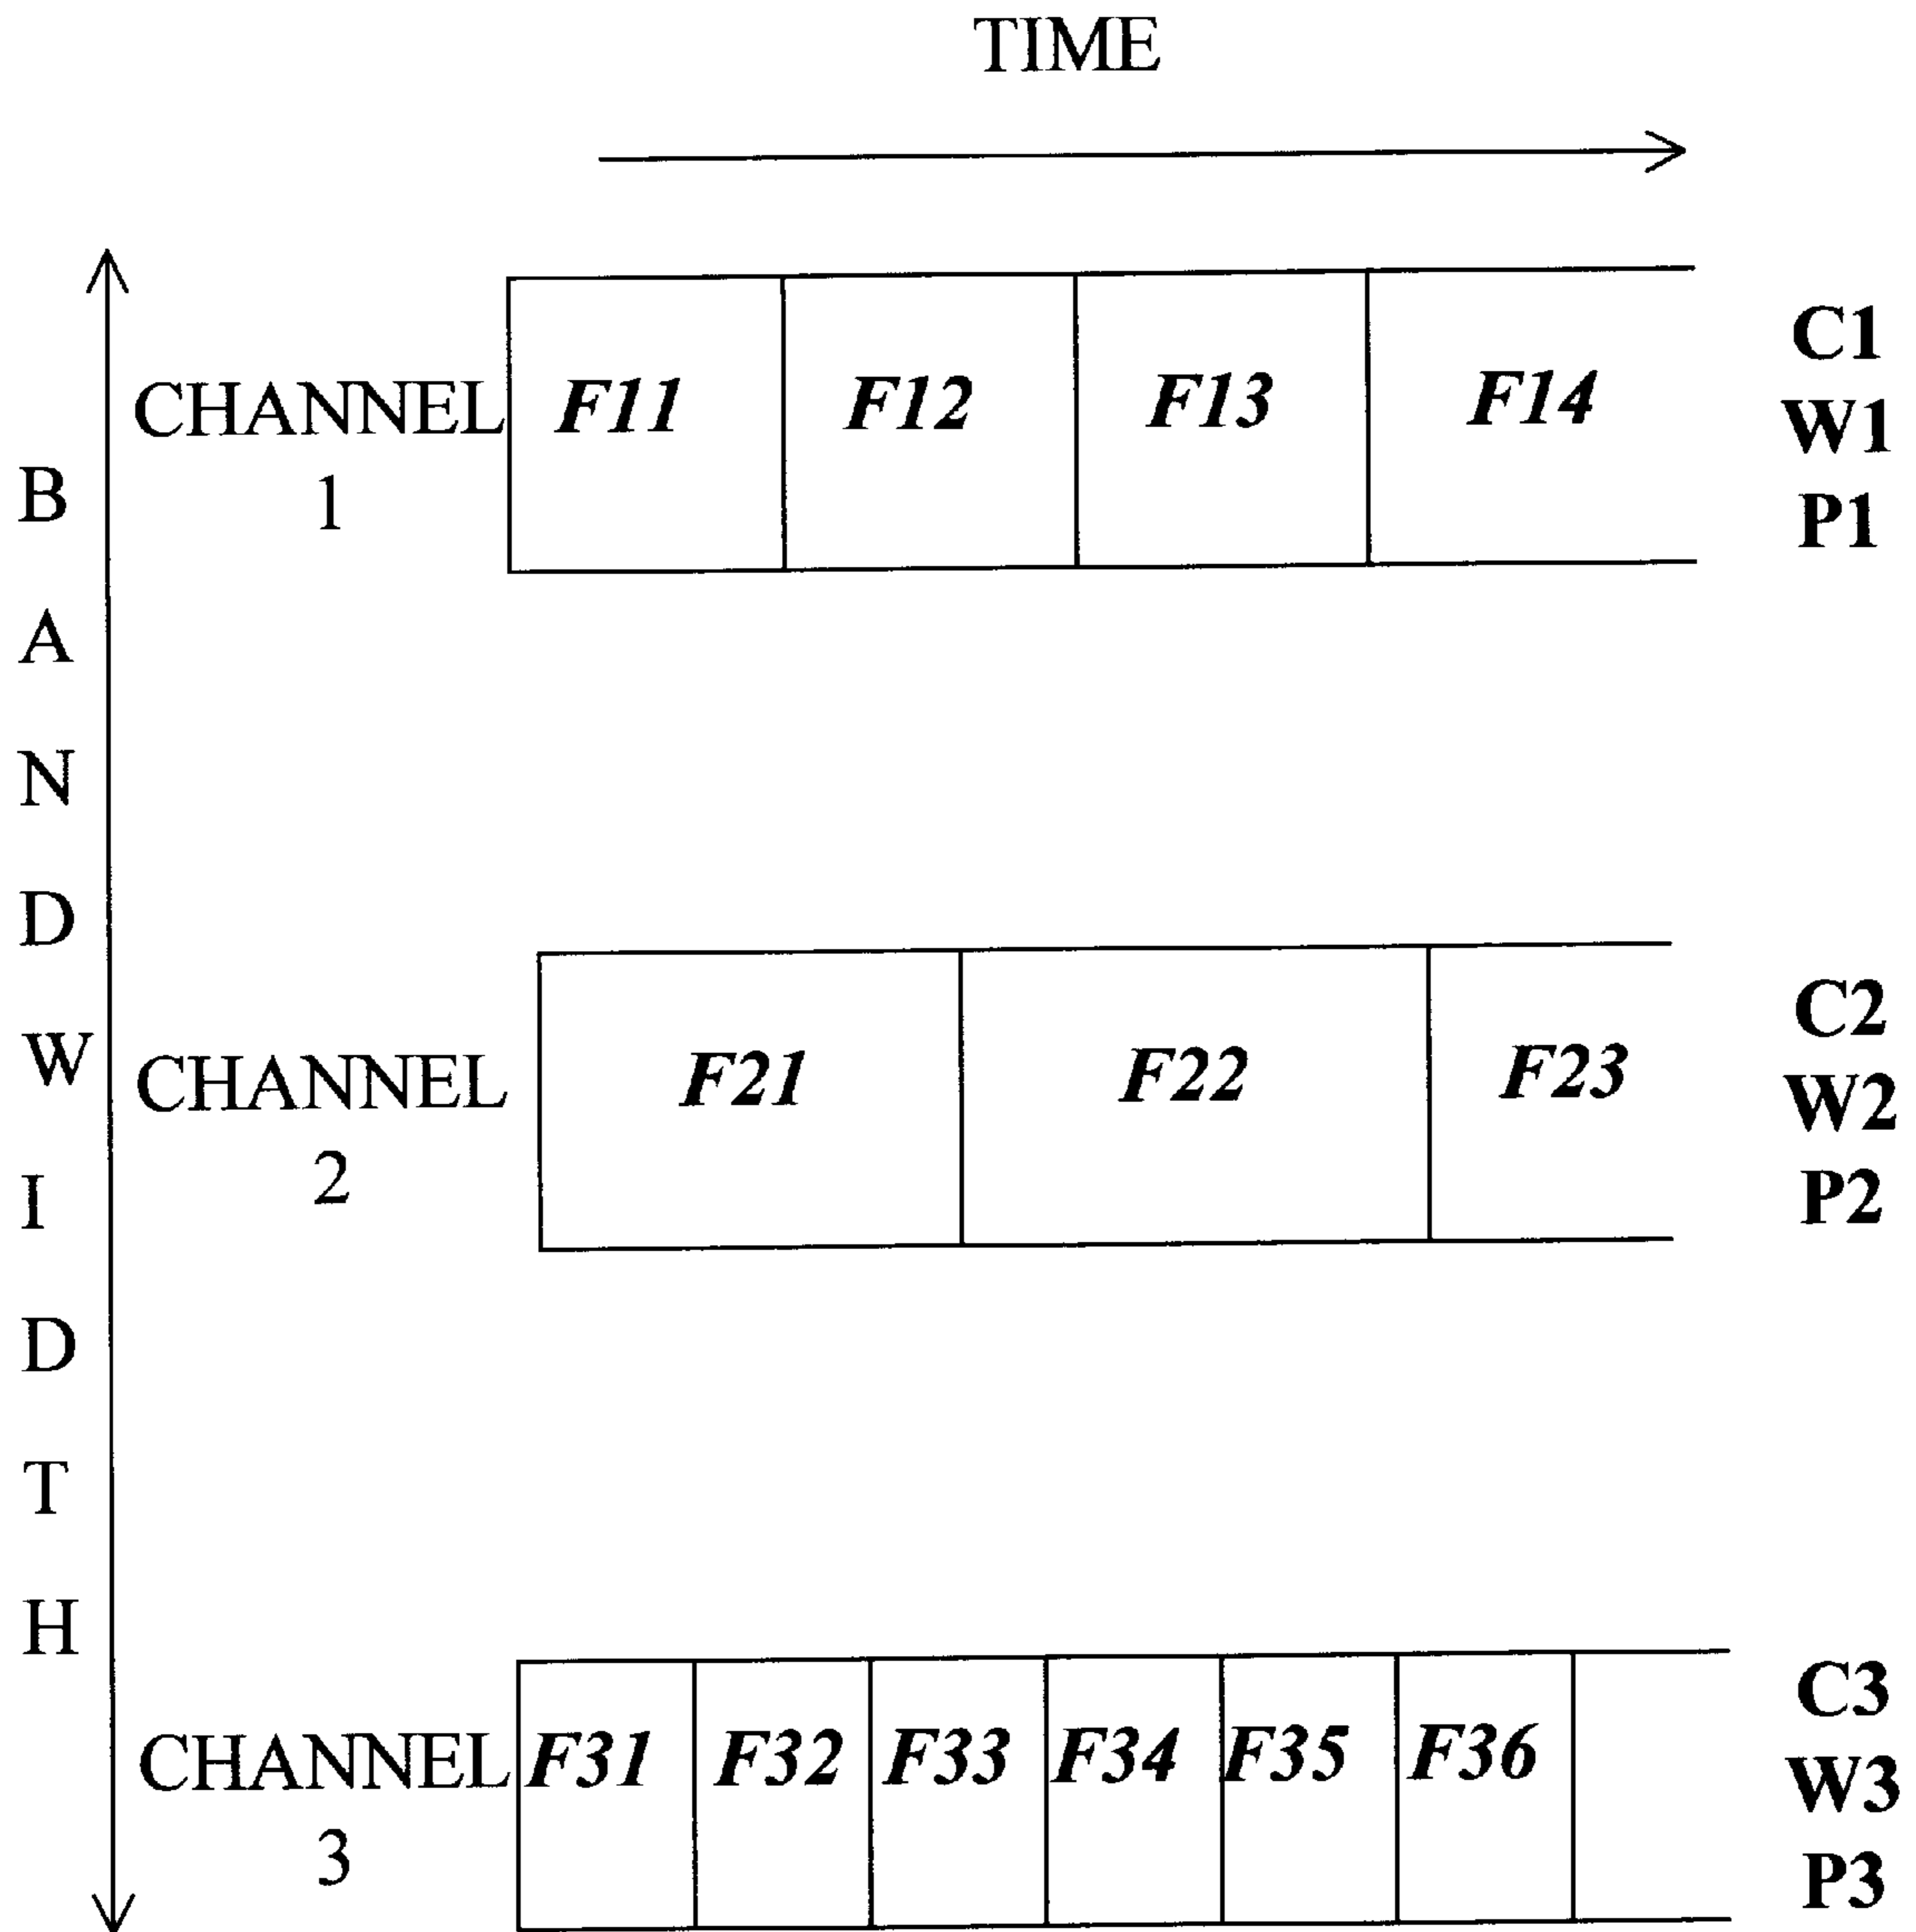 TIME
BANDWIDTH
CHANNEL F11 F12 F13 F14
1
C1
W1
P1
CHANNEL F21 F22 F23
2
C2
W2
P2
CHANNEL F31 F32 F33 F34 F35 F36
3
C3
W3
P3